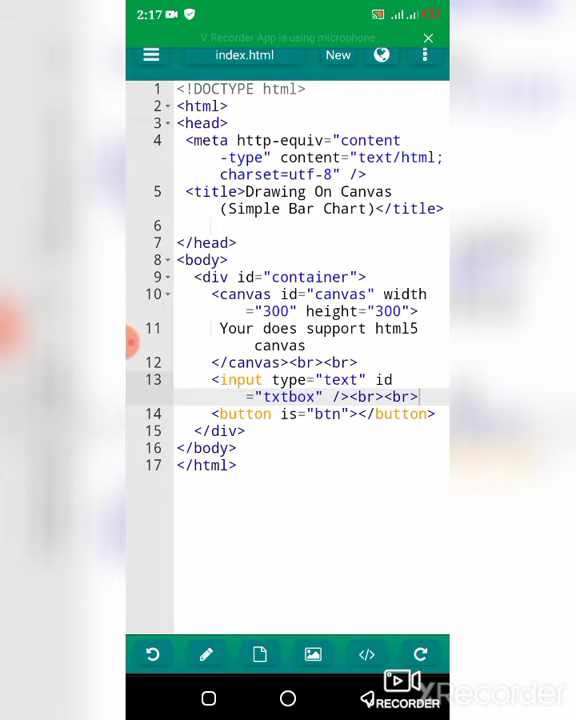 2:17
V Recorder App is using microphone
index.html
New
1 <!DOCTYPE html>
2 <html>
3 <head>
4 <meta http-equiv="content
-type" content="text/html;
charset=utf-8" />
5 <title>Drawing On Canvas
(Simple Bar Chart)</title>
6
7 </head>
8 <body>
9 <div id="container">
10 <canvas id="canvas" width
="300" height="300">
11 Your does support html5
canvas
12 </canvas><br><br>
13 <input type="text" id
="txtbox" /><br><br>
14 <button is="btn"></button>
15 </div>
16 </body>
17 </html>
</>
VRECORDER
XRecorder